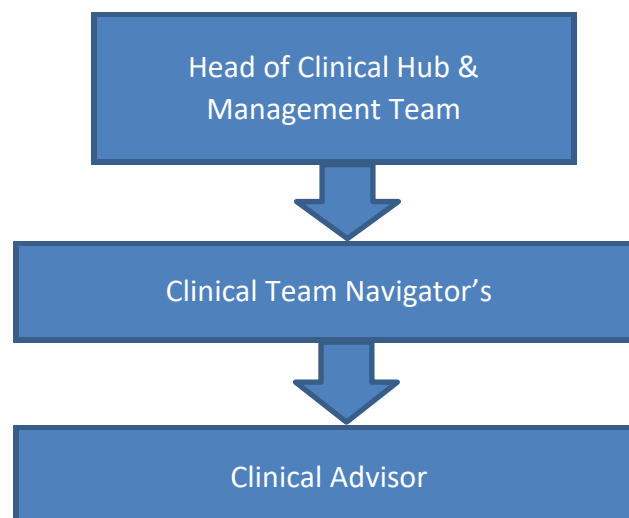 Head of Clinical Hub &
Management Team
Clinical Team Navigator’s
Clinical Advisor